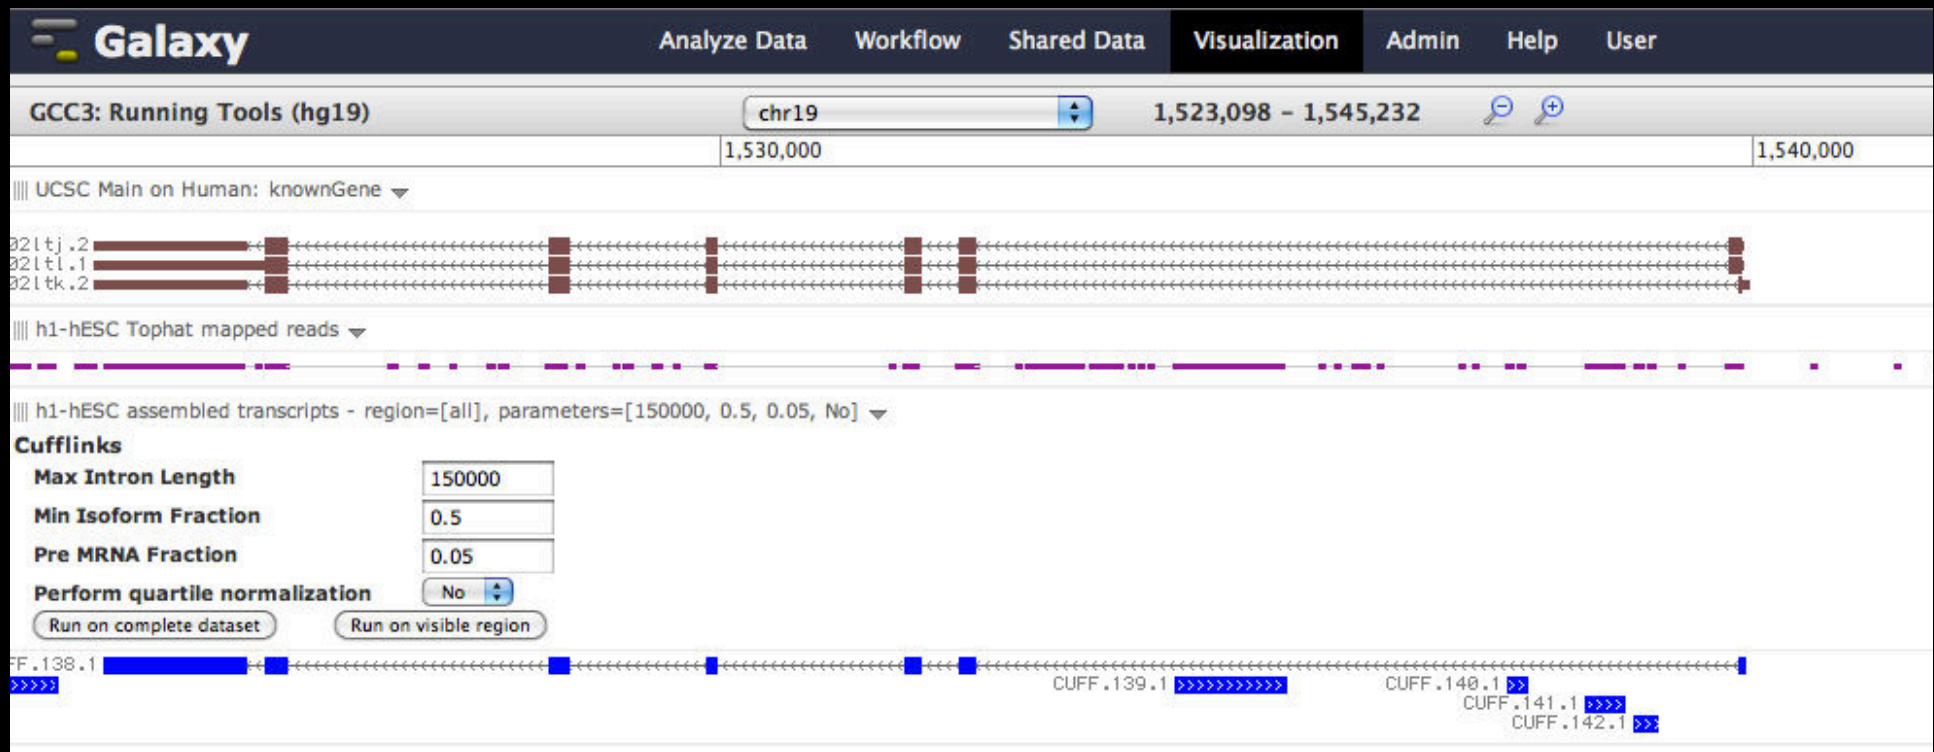 Galaxy
Analyze Data Workflow Shared Data Visualization Admin Help User
GCC3: Running Tools (hg19) chr19 1,523,098 - 1,545,232
1,530,000 1,540,000
UCSC Main on Human: knownGene
02ltj.2
02ltl.1
02ltk.2
h1-hESC Tophat mapped reads
h1-hESC assembled transcripts - region=[all], parameters=[150000, 0.5, 0.05, No]
Cufflinks
Max Intron Length 150000
Min Isoform Fraction 0.5
Pre MRNA Fraction 0.05
Perform quartile normalization No
Run on complete dataset Run on visible region
FF.138.1
CUFF.139.1 CUFF.140.1
CUFF.141.1
CUFF.142.1